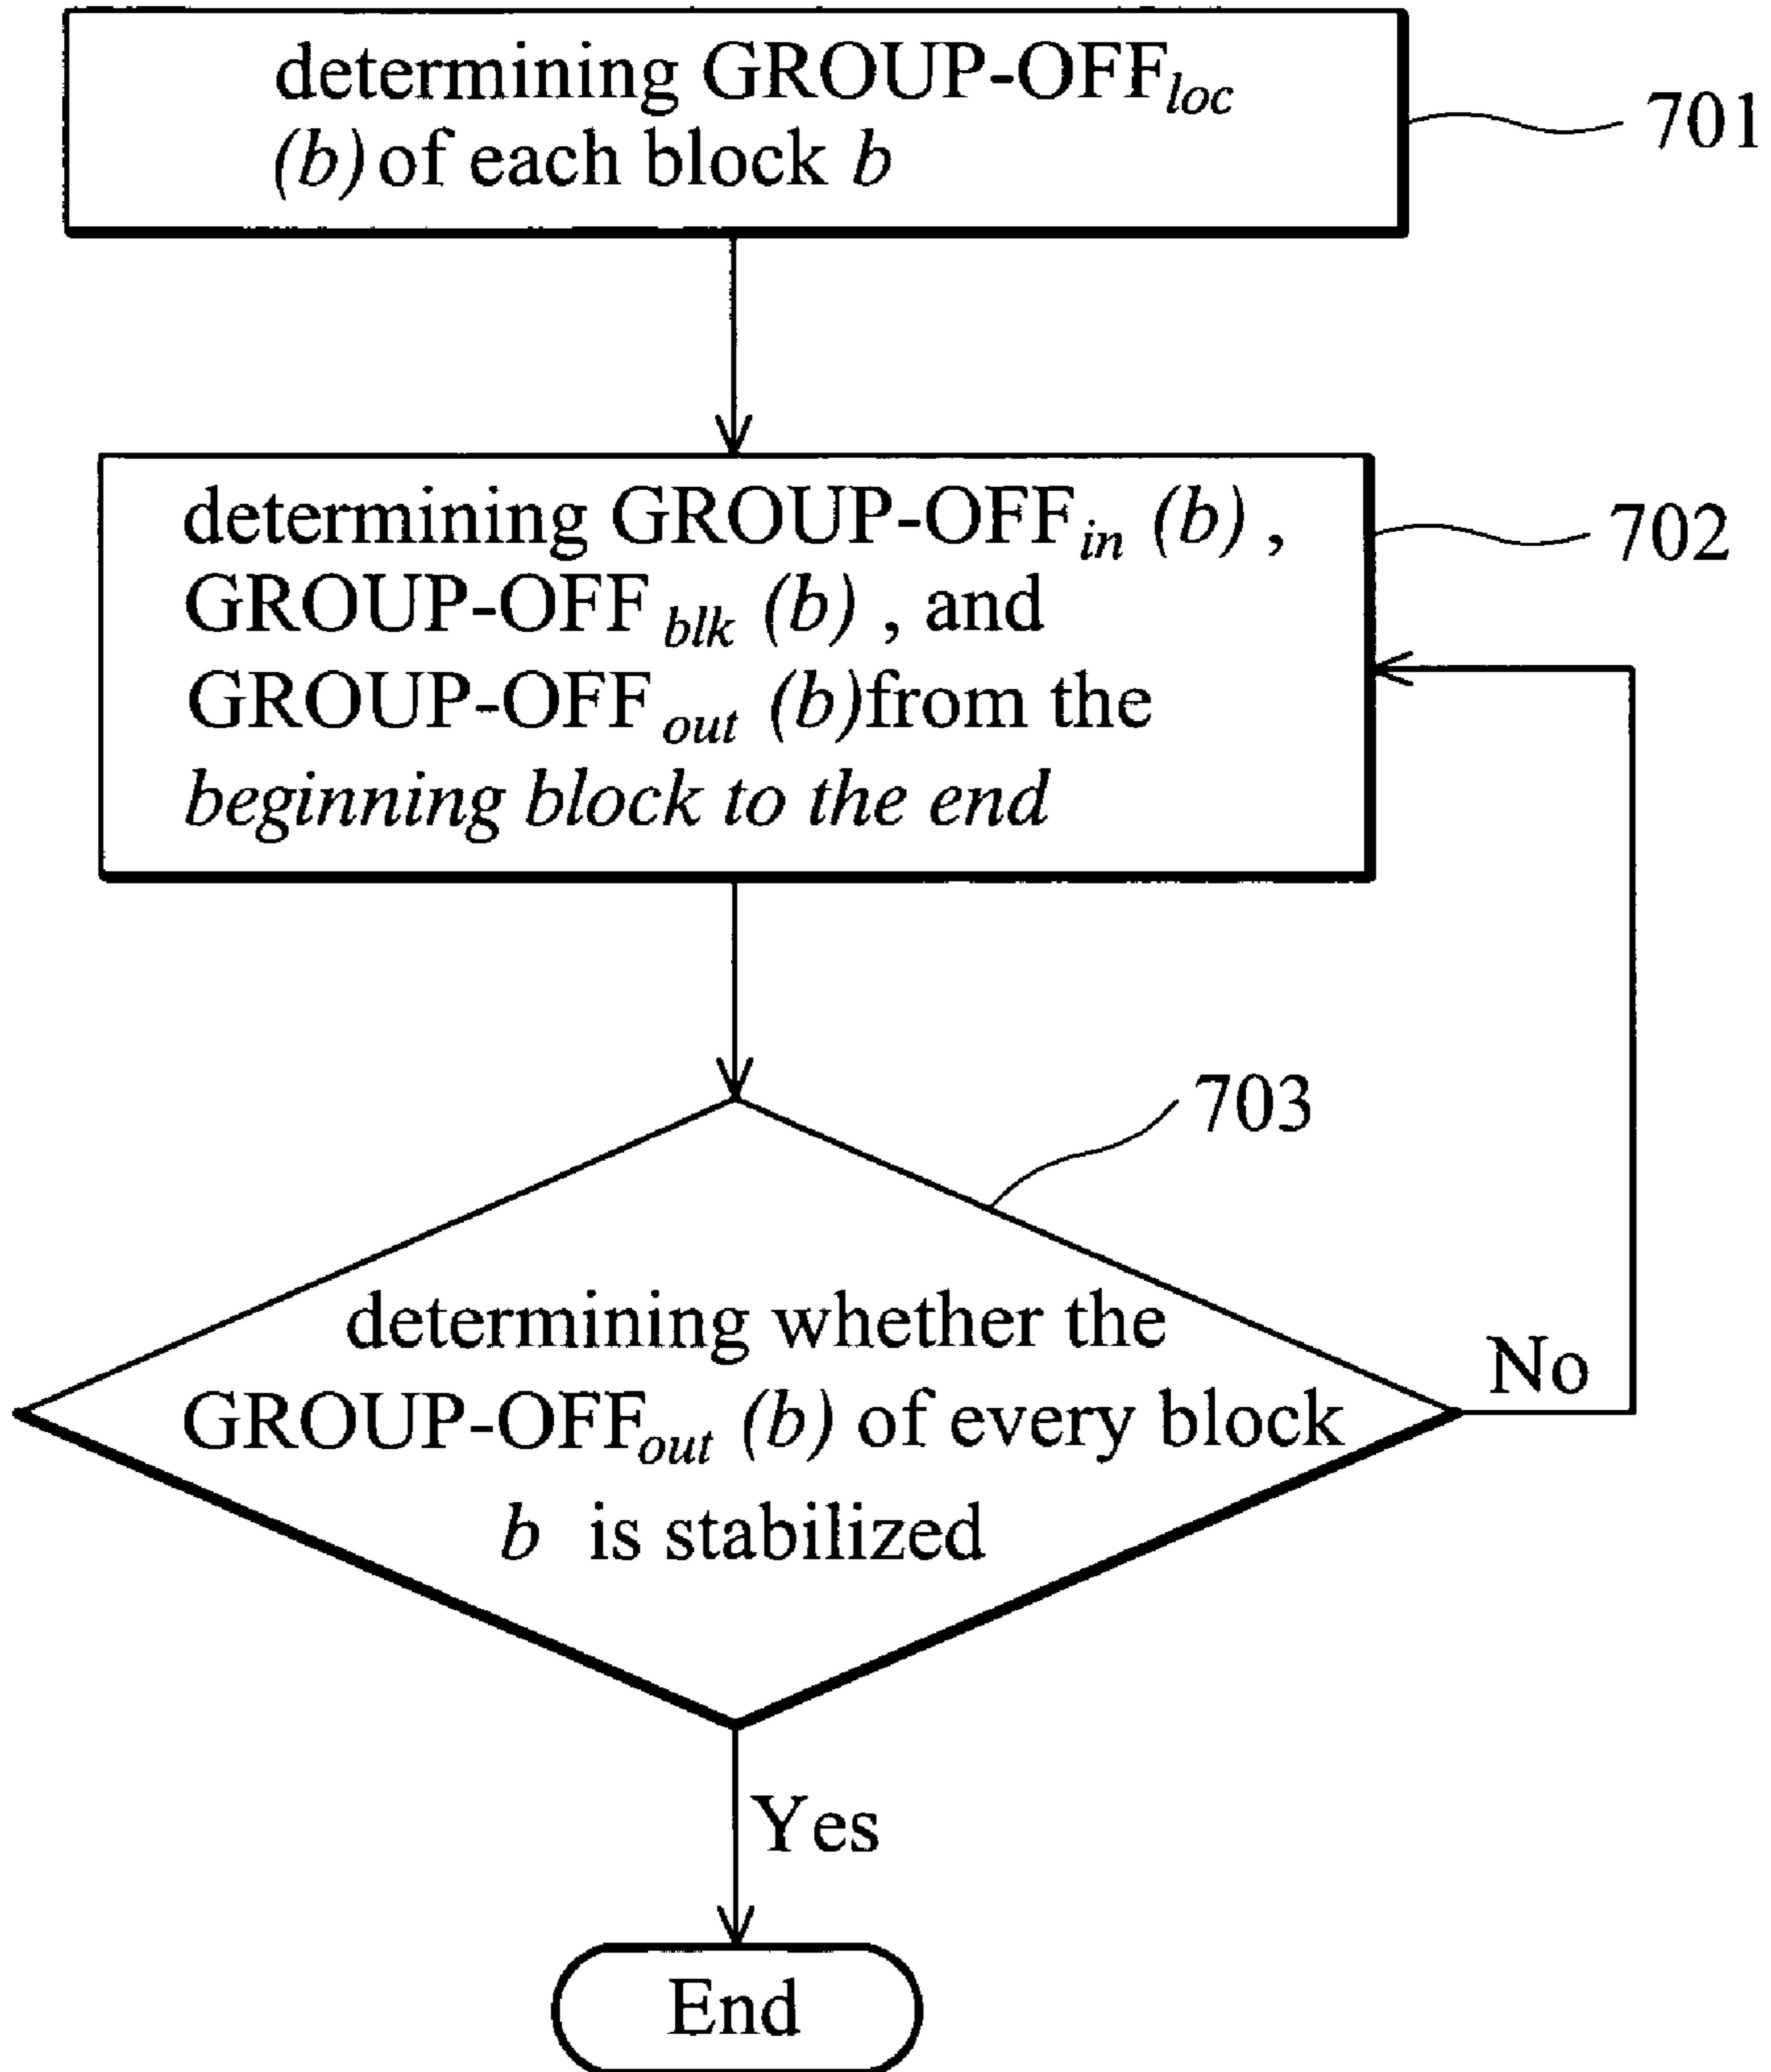 determining GROUP-OFFloc
(b) of each block b
701
determining GROUP-OFFin (b) ,
GROUP-OFF blk (b) , and
GROUP-OFF out (b)from the
beginning block to the end
702
703
determining whether the
GROUP-OFFout (b) of every block
b is stabilized
No
Yes
End